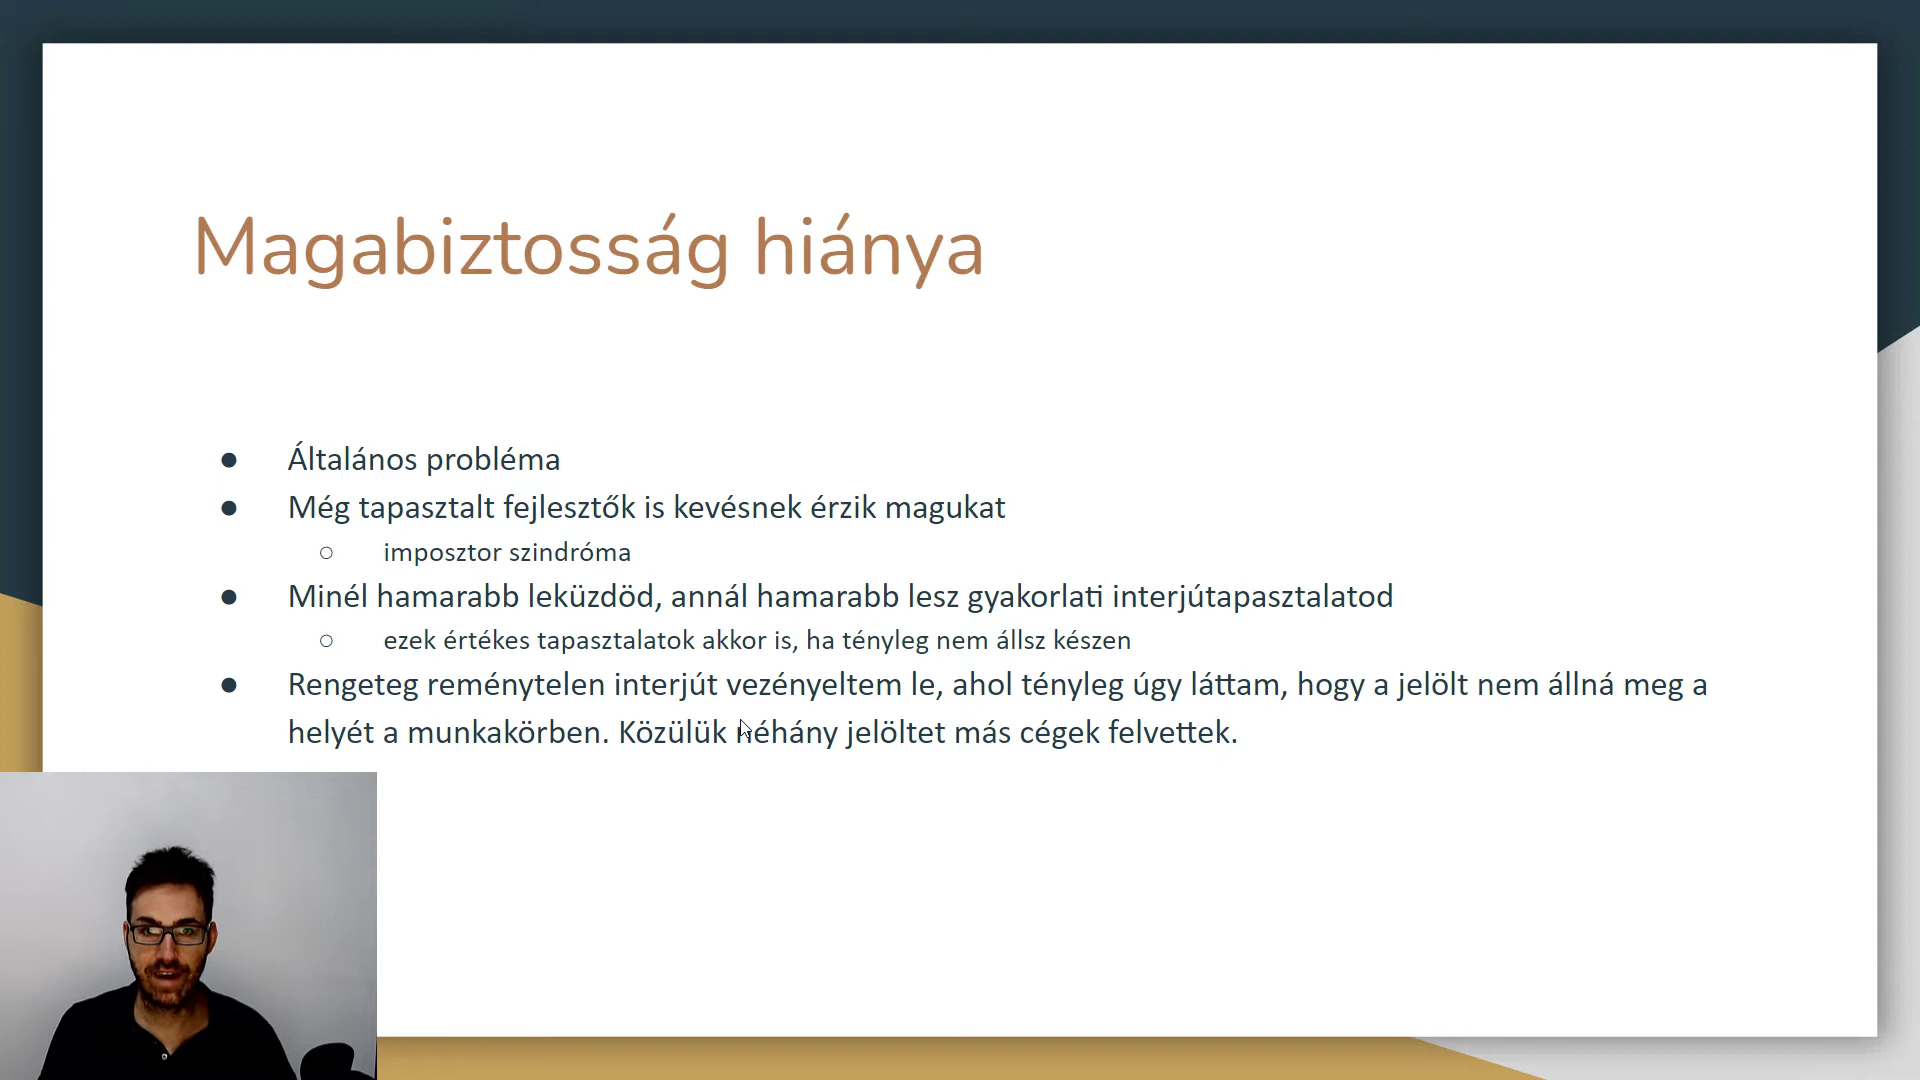 Magabiztosság hiánya
● Általános probléma
● Még tapasztalt fejlesztők is kevésnek érzik magukat
○ imposztor szindróma
● Minél hamarabb leküzdöd, annál hamarabb lesz gyakorlati interjútapasztalatod
○ ezek értékes tapasztalatok akkor is, ha tényleg nem állsz készen
● Rengeteg reménytelen interjút vezényeltem le, ahol tényleg úgy láttam, hogy a jelölt nem állná meg a
helyét a munkakörben. Közülük néhány jelöltet más cégek felvettek.